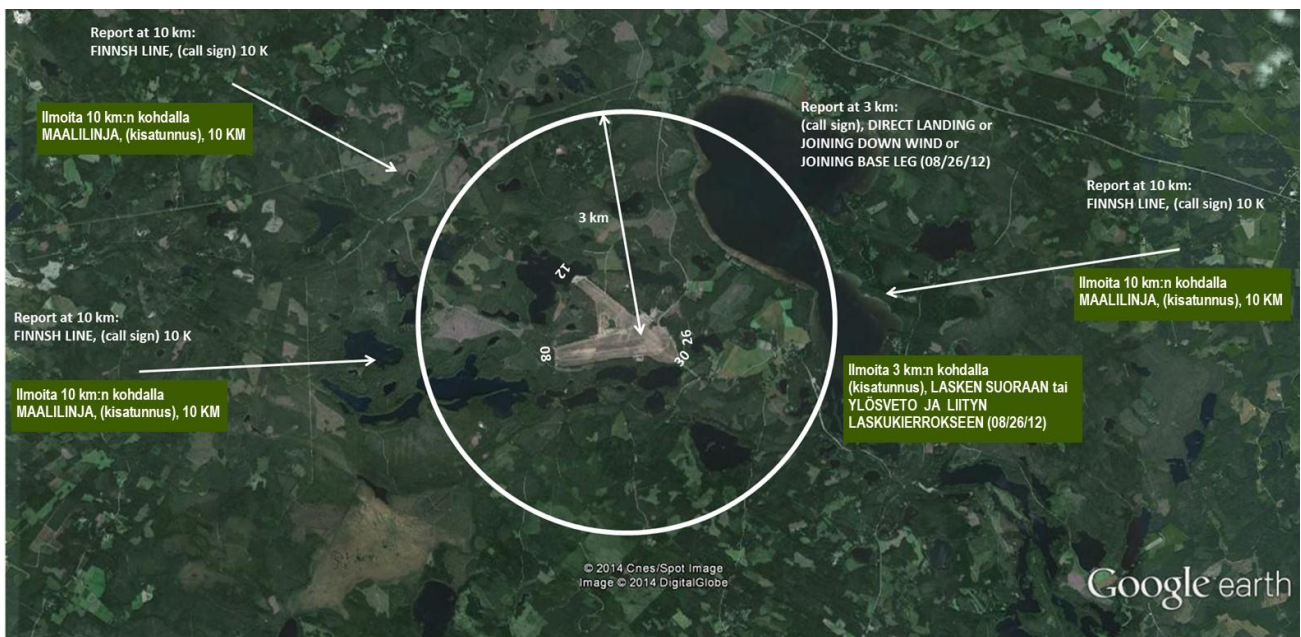 Report at 10 km:
FINNSH LINE, (call sign) 10 K
Ilmoita 10 km:n kohdalla
MAALILINJA, (kisatunnus), 10 KM
Report at 3 km:
(call sign), DIRECT LANDING or
JOINING DOWN WIND or
JOINING BASE LEG (08/26/12)
Report at 10 km:
FINNSH LINE, (call sign) 10 K
Ilmoita 10 km:n kohdalla
MAALILINJA, (kisatunnus), 10 KM
3 km
12
08
26
30
Report at 10 km:
FINNSH LINE, (call sign) 10 K
Ilmoita 10 km:n kohdalla
MAALILINJA, (kisatunnus), 10 KM
Ilmoita 3 km:n kohdalla
(kisatunnus), LASKEN SUORAAN tai
YLÖSVETO JA LIITYN
LASKUKIERROKSEEN (08/26/12)
© 2014 Cnes/Spot Image
Image © 2014 DigitalGlobe
Google earth